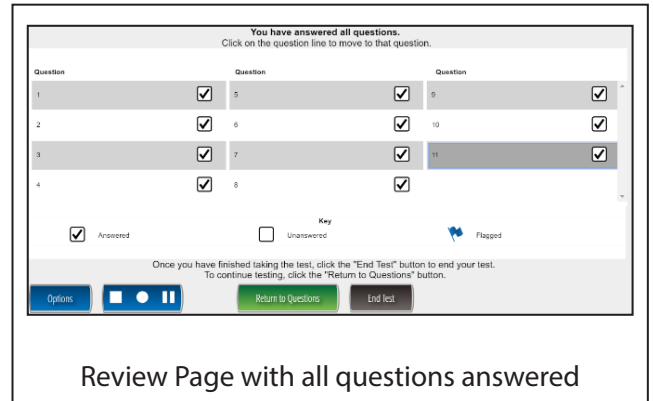 You have answered all questions.
Click on the question line to move to that question.
Question Question Question
1 5 9
2 6 10
3 7 11
4 8
Key
Answered Unanswered Flagged
Once you have finished taking the test, click the "End Test" button to end your test.
To continue testing, click the "Return to Questions" button.
Options Return to Questions End Test
Review Page with all questions answered